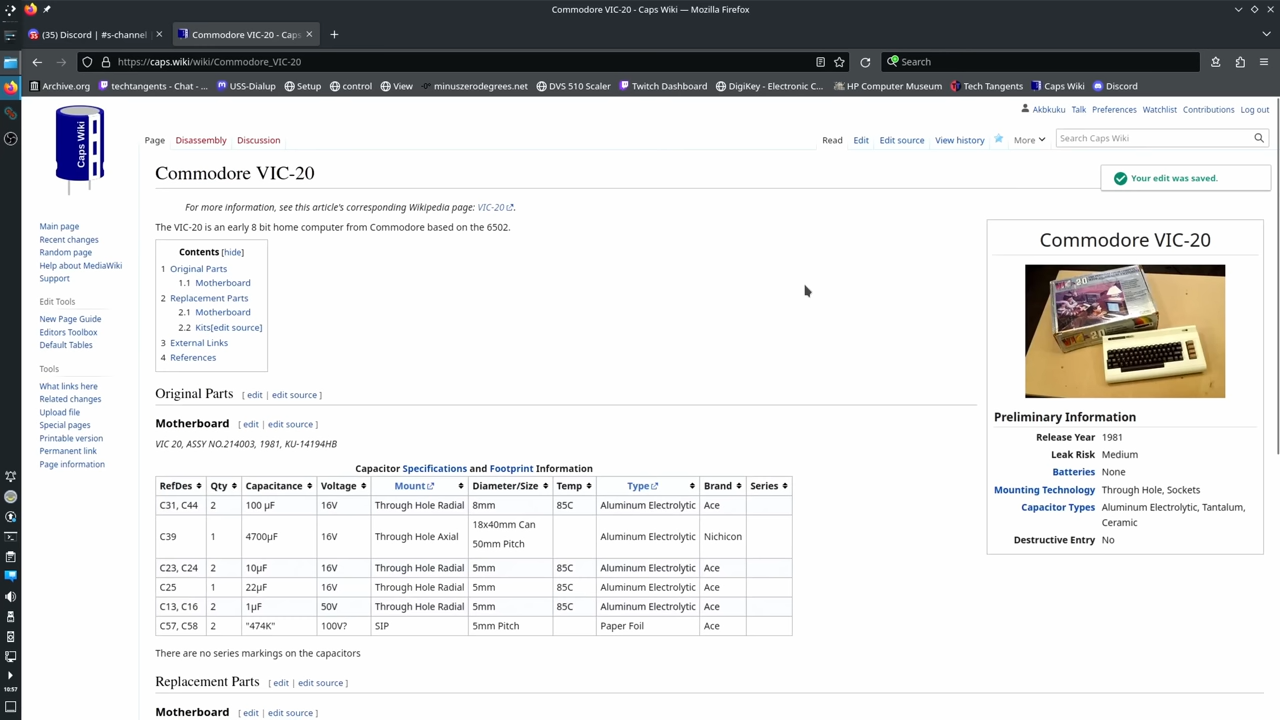 Commodore VIC-20 - Caps Wiki — Mozilla Firefox
(35) Discord | #s-channel
Commodore VIC-20 - Caps
https://caps.wiki/wiki/Commodore_VIC-20
Search
Archive.org
techtangents - Chat - ...
USS-Dialup
Setup
control
View
minuszerodegrees.net
DVS 510 Scaler
Twitch Dashboard
DigiKey - Electronic C...
HP Computer Museum
Tech Tangents
Caps Wiki
Discord
Akbkuku Talk Preferences Watchlist Contributions Log out
Caps Wiki
Page Disassembly Discussion
Read Edit Edit source View history More
Search Caps Wiki
Commodore VIC-20
Your edit was saved.
For more information, see this article's corresponding Wikipedia page: VIC-20.
The VIC-20 is an early 8 bit home computer from Commodore based on the 6502.
Main page
Recent changes
Random page
Help about MediaWiki
Support
Edit Tools
New Page Guide
Editors Toolbox
Default Tables
Tools
What links here
Related changes
Upload file
Special pages
Printable version
Permanent link
Page information
Contents [hide]
1 Original Parts
1.1 Motherboard
2 Replacement Parts
2.1 Motherboard
2.2 Kits[edit source]
3 External Links
4 References
Commodore VIC-20
Preliminary Information
Release Year 1981
Leak Risk Medium
Batteries None
Mounting Technology Through Hole, Sockets
Capacitor Types Aluminum Electrolytic, Tantalum,
Ceramic
Destructive Entry No
Original Parts [ edit | edit source ]
Motherboard [ edit | edit source ]
VIC 20, ASSY NO.214003, 1981, KU-14194HB
Capacitor Specifications and Footprint Information
RefDes Qty Capacitance Voltage Mount Diameter/Size Temp Type Brand Series
C31, C44 2 100 µF 16V Through Hole Radial 8mm 85C Aluminum Electrolytic Ace
C39 1 4700µF 16V Through Hole Axial 18x40mm Can 50mm Pitch Aluminum Electrolytic Nichicon
C23, C24 2 10µF 16V Through Hole Radial 5mm 85C Aluminum Electrolytic Ace
C25 1 22µF 16V Through Hole Radial 5mm 85C Aluminum Electrolytic Ace
C13, C16 2 1µF 50V Through Hole Radial 5mm 85C Aluminum Electrolytic Ace
C57, C58 2 "474K" 100V? SIP 5mm Pitch Paper Foil Ace
There are no series markings on the capacitors
Replacement Parts [ edit | edit source ]
Motherboard [ edit | edit source ]
10:57